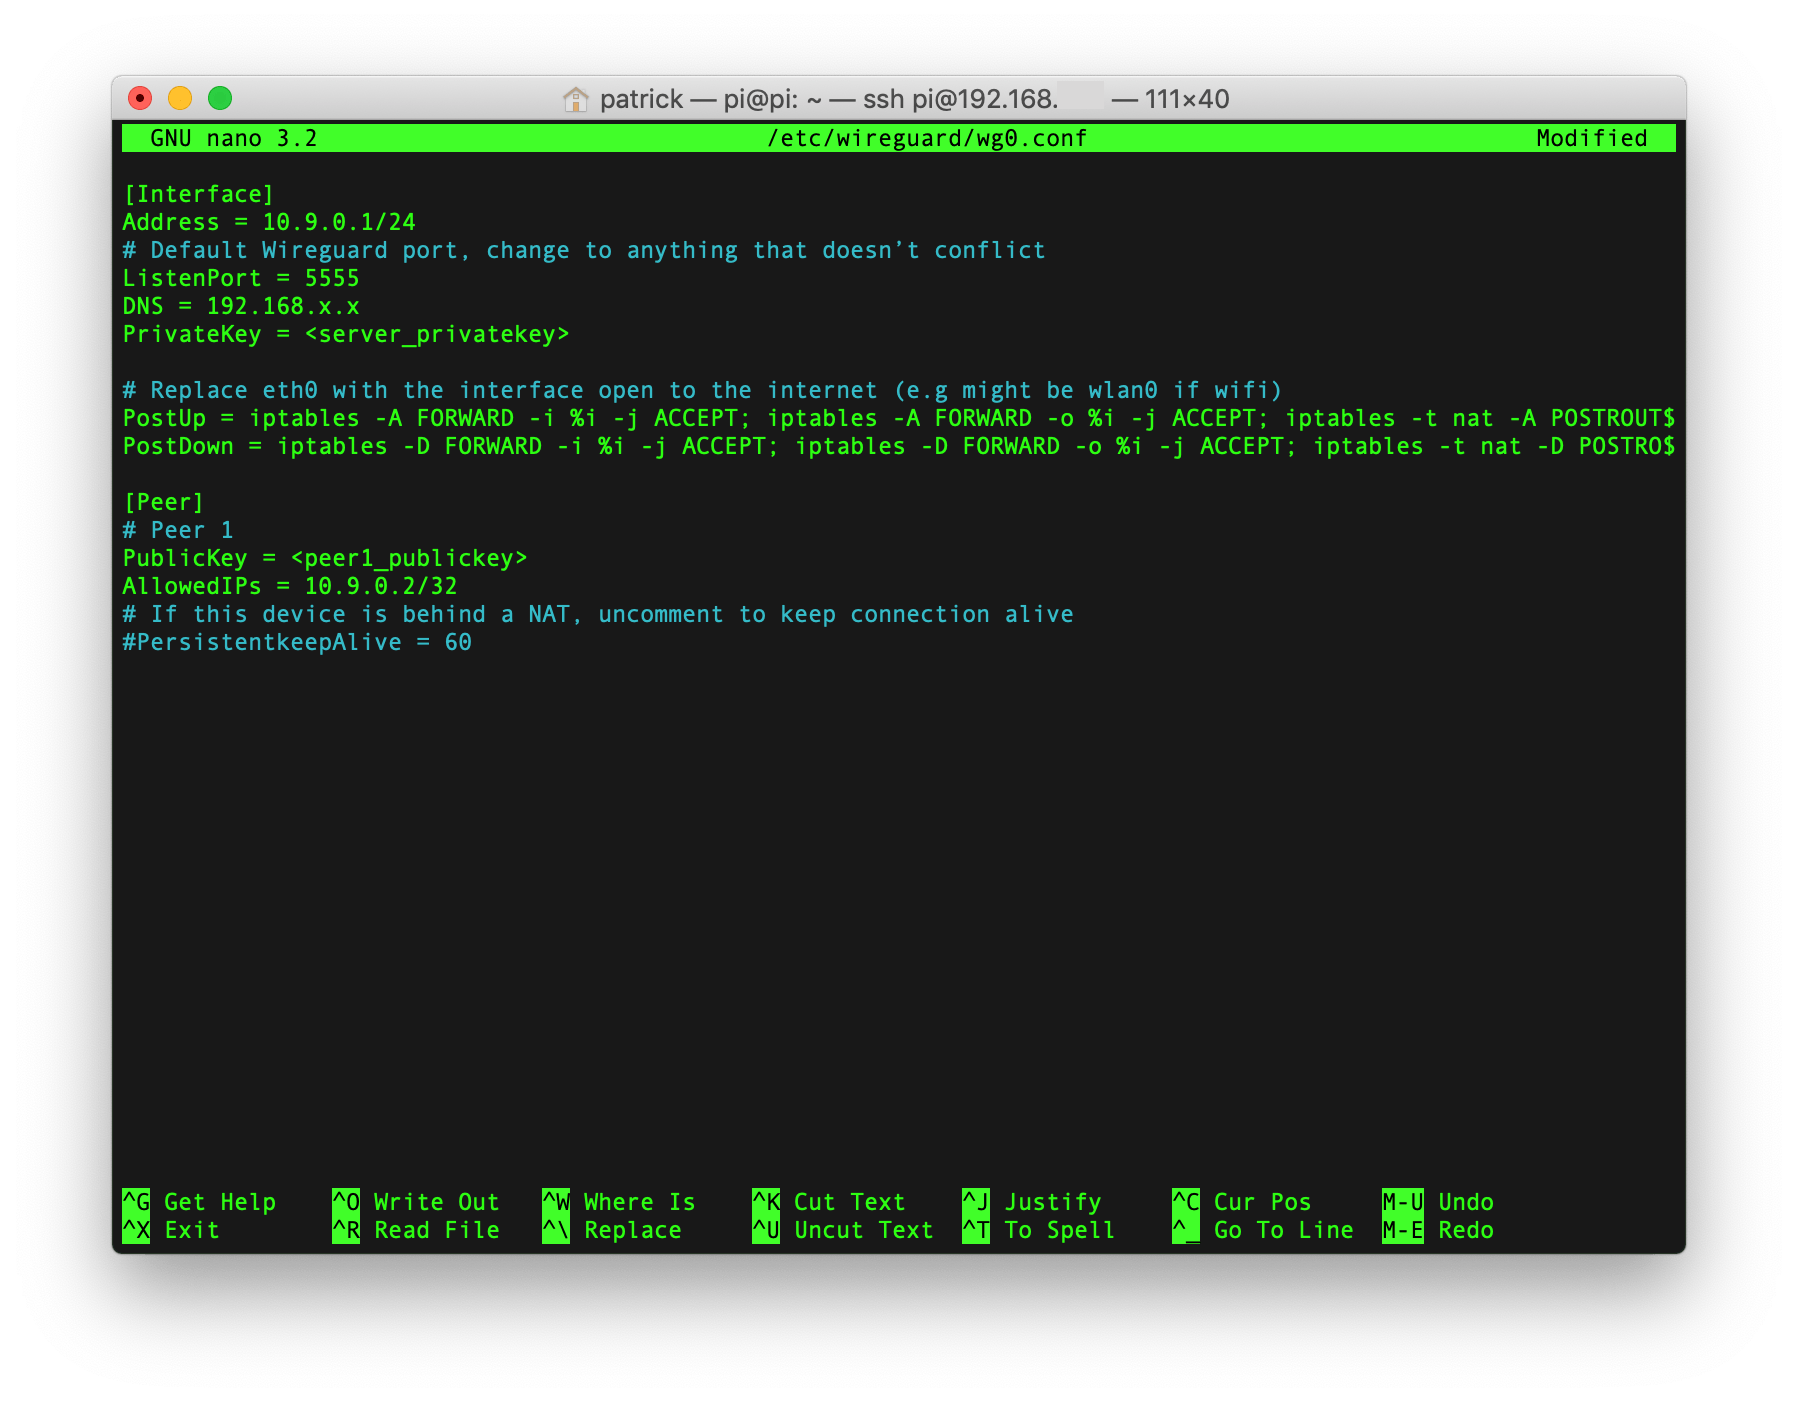 patrick — pi@pi: ~ — ssh pi@192.168. — 111×40
GNU nano 3.2 /etc/wireguard/wg0.conf Modified
[Interface]
Address = 10.9.0.1/24
# Default Wireguard port, change to anything that doesn’t conflict
ListenPort = 5555
DNS = 192.168.x.x
PrivateKey = <server_privatekey>
# Replace eth0 with the interface open to the internet (e.g might be wlan0 if wifi)
PostUp = iptables -A FORWARD -i %i -j ACCEPT; iptables -A FORWARD -o %i -j ACCEPT; iptables -t nat -A POSTROUT$
PostDown = iptables -D FORWARD -i %i -j ACCEPT; iptables -D FORWARD -o %i -j ACCEPT; iptables -t nat -D POSTRO$
[Peer]
# Peer 1
PublicKey = <peer1_publickey>
AllowedIPs = 10.9.0.2/32
# If this device is behind a NAT, uncomment to keep connection alive
#PersistentkeepAlive = 60
^G Get Help ^O Write Out ^W Where Is ^K Cut Text ^J Justify ^C Cur Pos M-U Undo
^X Exit ^R Read File ^\ Replace ^U Uncut Text ^T To Spell ^_ Go To Line M-E Redo